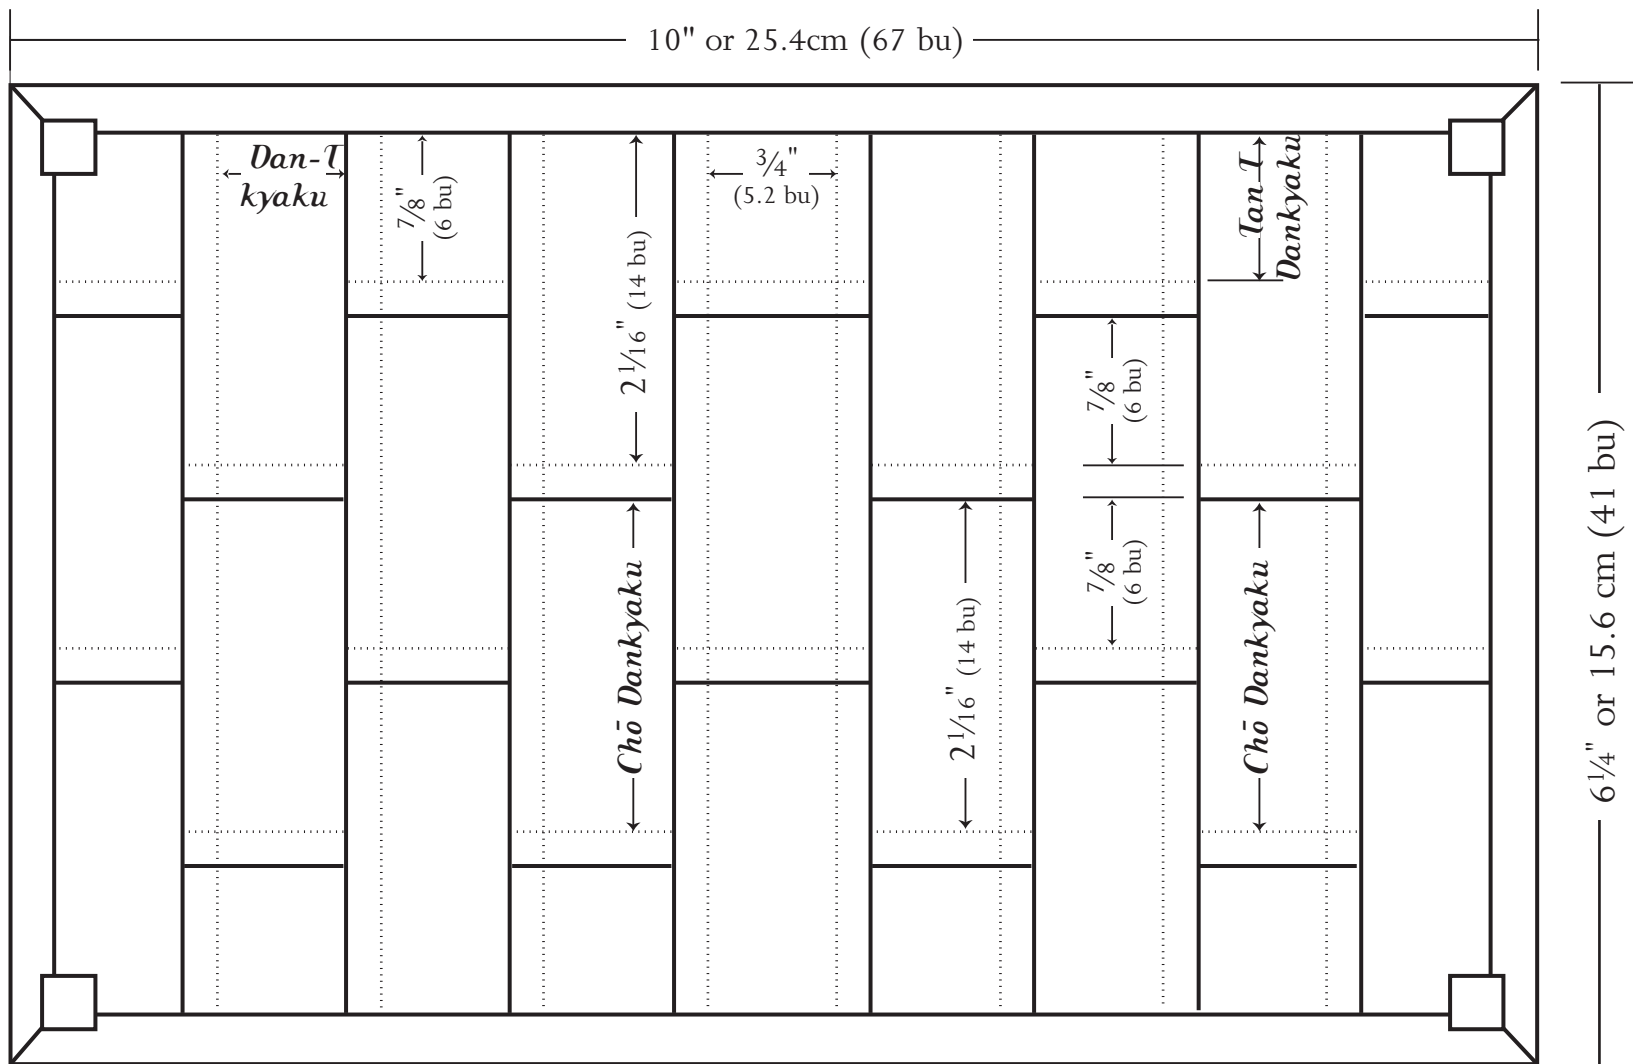 10" or 25.4cm (67 bu)
Dan-I
kyaku
7/8"
(6 bu)
2 1/16" (14 bu)
3/4"
(5.2 bu)
Tan-I
Dankyaku
7/8"
(6 bu)
7/8"
(6 bu)
Chō Dankyaku
2 1/16" (14 bu)
Chō Dankyaku
6 1/4" or 15.6 cm (41 bu)